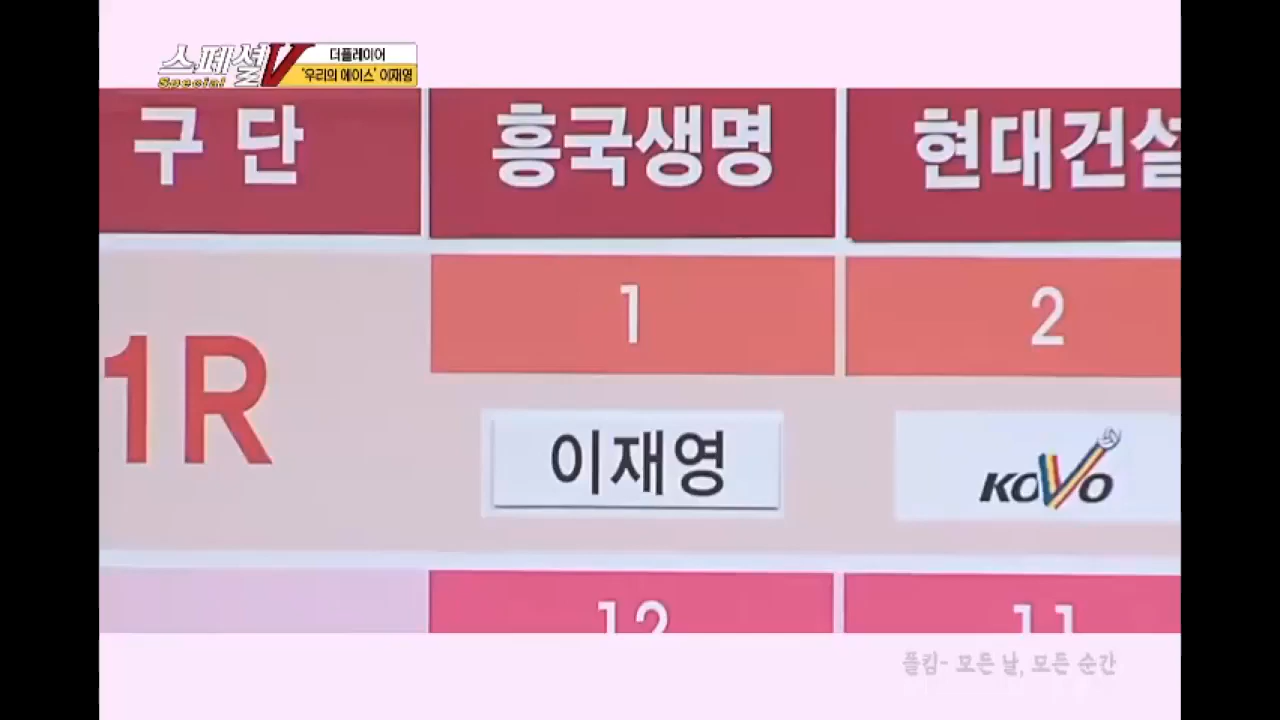 스페셜V
Special
더플레이어
'우리의 에이스' 이재영
구 단
흥국생명
현대건설
1
2
1R
이재영
KOVO
12
11
폴킴- 모든 날, 모든 순간